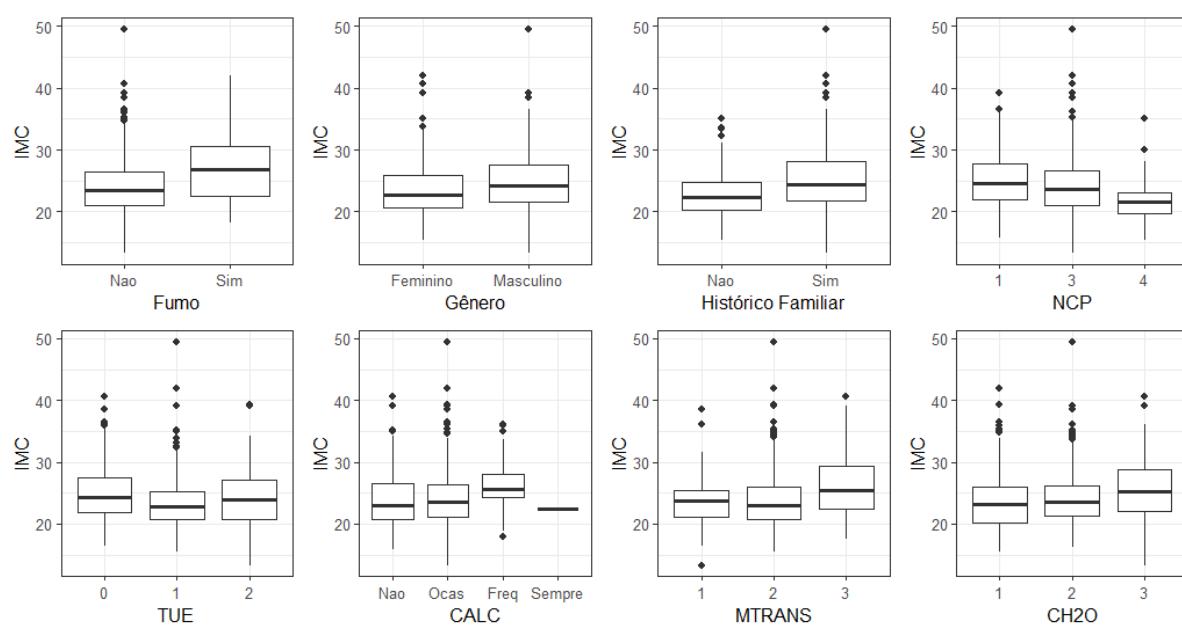 50
40
30
20
IMC
Nao Sim
Fumo
50
40
30
20
IMC
Feminino Masculino
Gênero
50
40
30
20
IMC
Nao Sim
Histórico Familiar
50
40
30
20
IMC
1 3 4
NCP
50
40
30
20
IMC
0 1 2
TUE
50
40
30
20
IMC
Nao Ocas Freq Sempre
CALC
50
40
30
20
IMC
1 2 3
MTRANS
50
40
30
20
IMC
1 2 3
CH2O